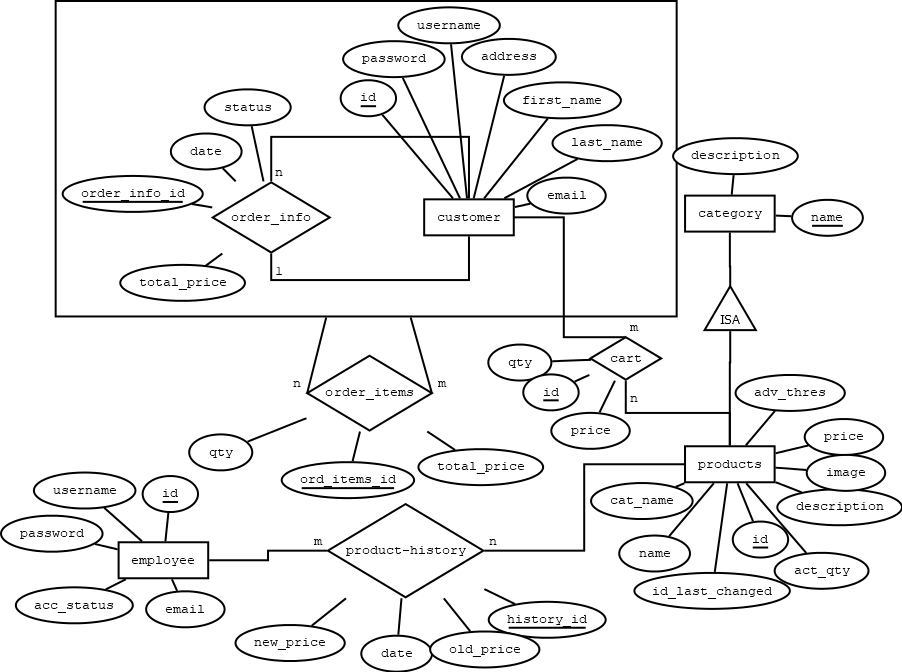 username
password
address
id
first_name
status
last_name
date
description
order_info_id
n
email
order_info
customer
category
name
l
total_price
ISA
m
qty
cart
n
order_items
m
id
adv_thres
n
price
price
qty
total_price
products
image
ord_items_id
username
id
cat_name
description
password
m
product-history
n
id
name
employee
act_qty
acc_status
email
id_last_changed
history_id
new_price
date
old_price